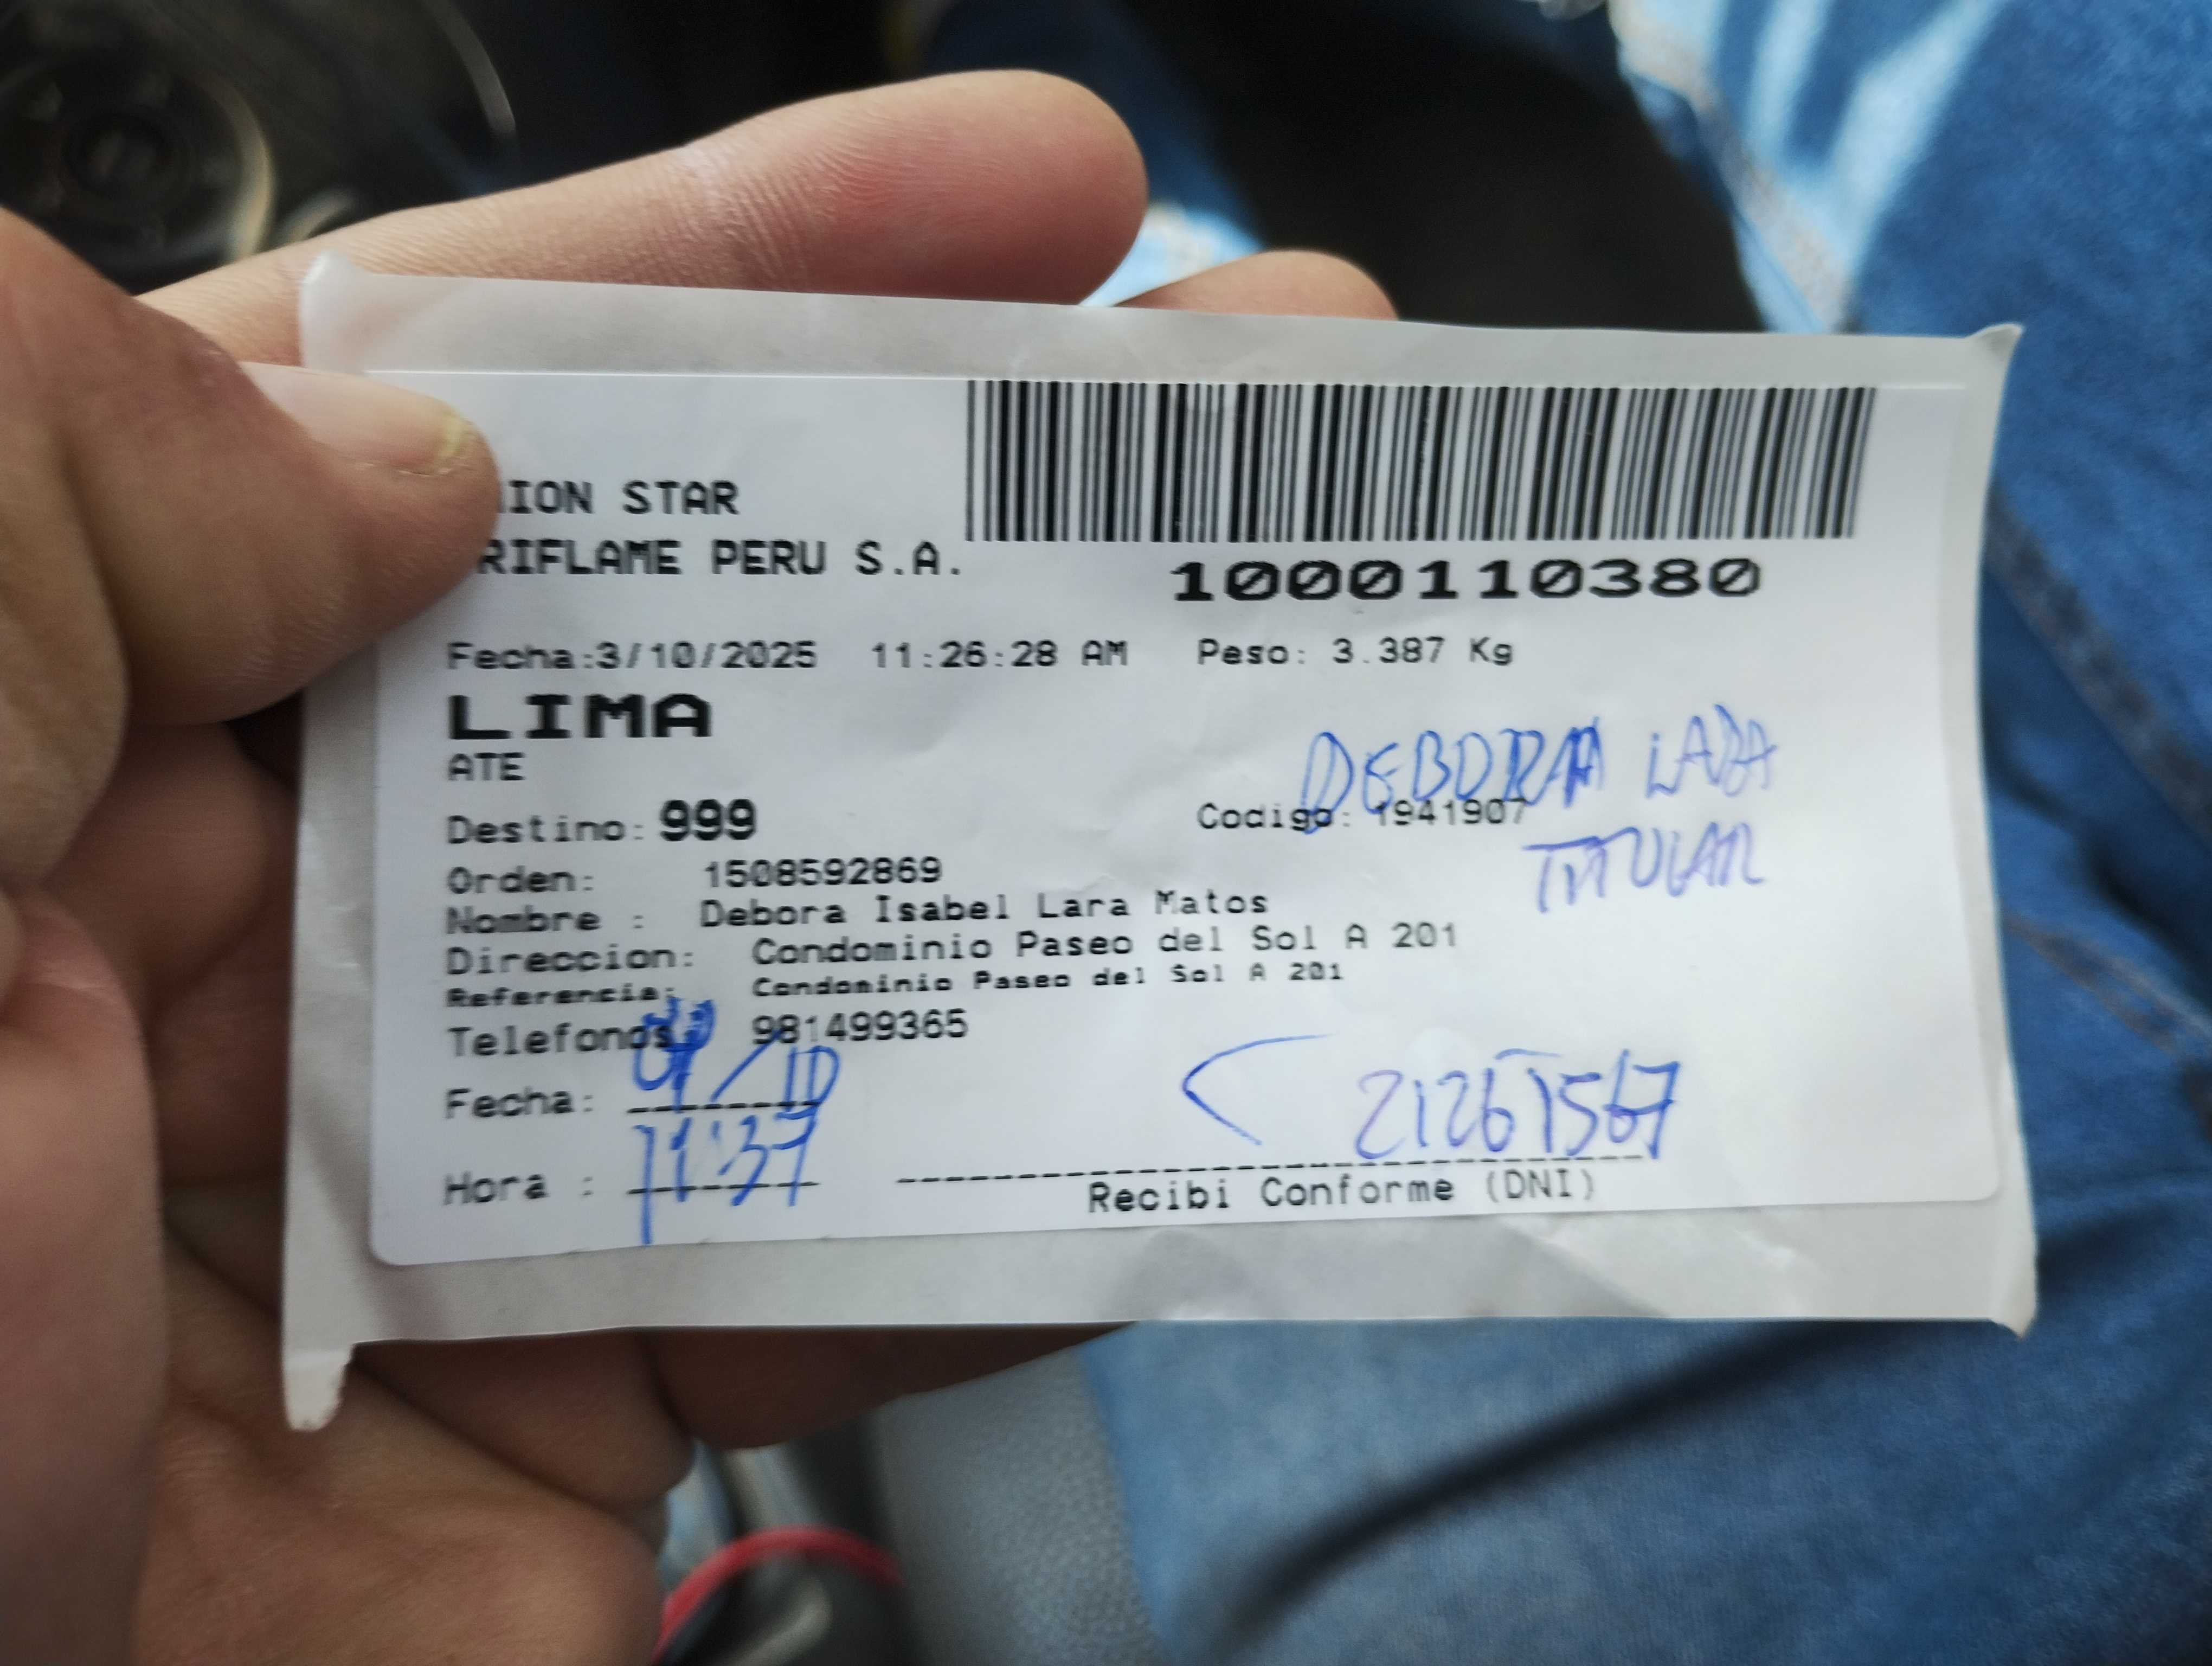 ION STAR
RIFLAME PERU S.A.
1000110380
Fecha:3/10/2025 11:26:28 AM Peso: 3.387 Kg
LIMA
ATE
DEBORA LARA
Destino: 999 Codigo: 1941907
TITULAR
Orden: 1508592869
Nombre : Debora Isabel Lara Matos
Direccion: Condominio Paseo del Sol A 201
Referencia: Condominio Paseo del Sol A 201
Telefonos: 981499365
Fecha: 04/10
21261567
Hora : 11:37
Recibi Conforme (DNI)